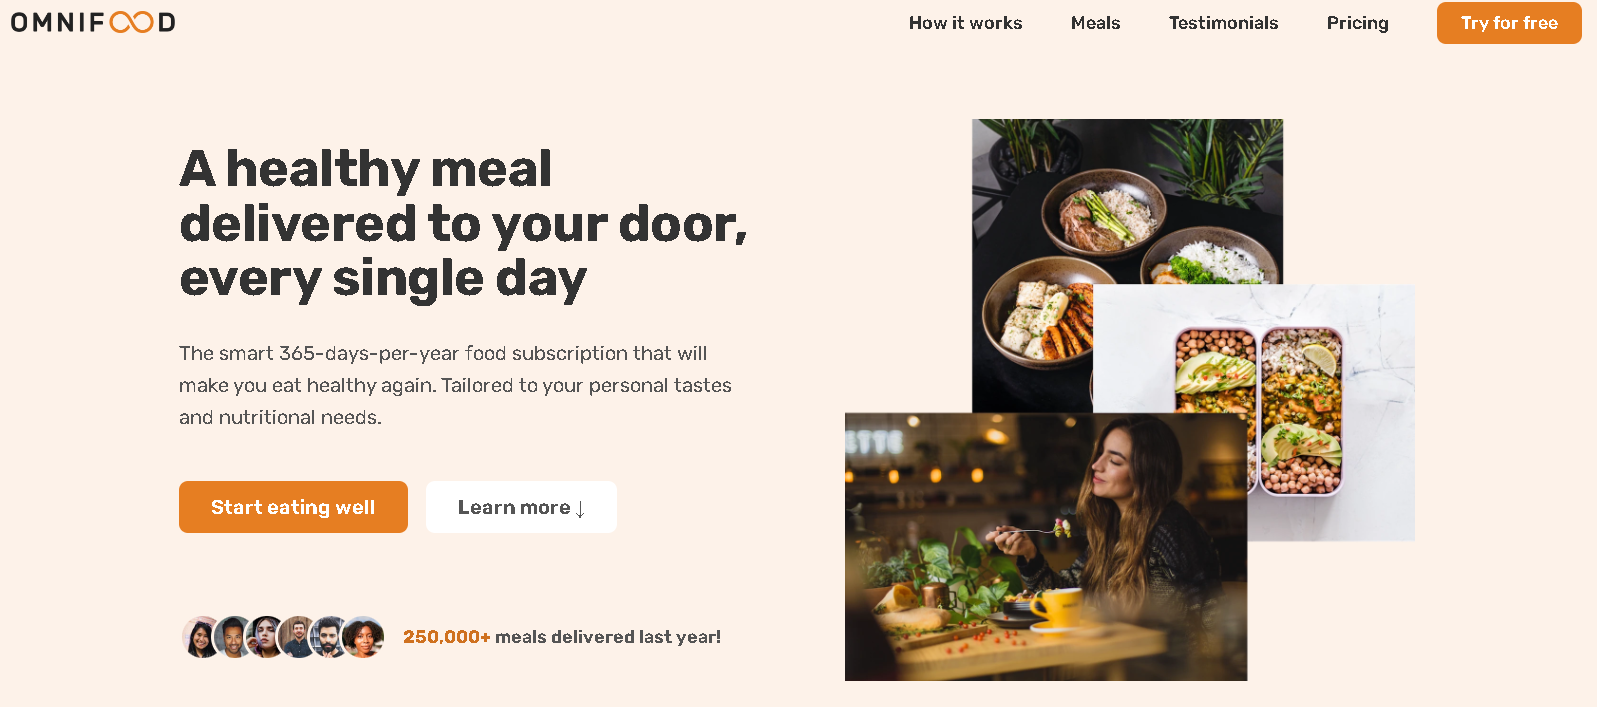 OMNIFOOD
How it works
Meals
Testimonials
Pricing
Try for free
A healthy meal
delivered to your door,
every single day
The smart 365-days-per-year food subscription that will
make you eat healthy again. Tailored to your personal tastes
and nutritional needs.
Start eating well
Learn more ↓
250,000+ meals delivered last year!